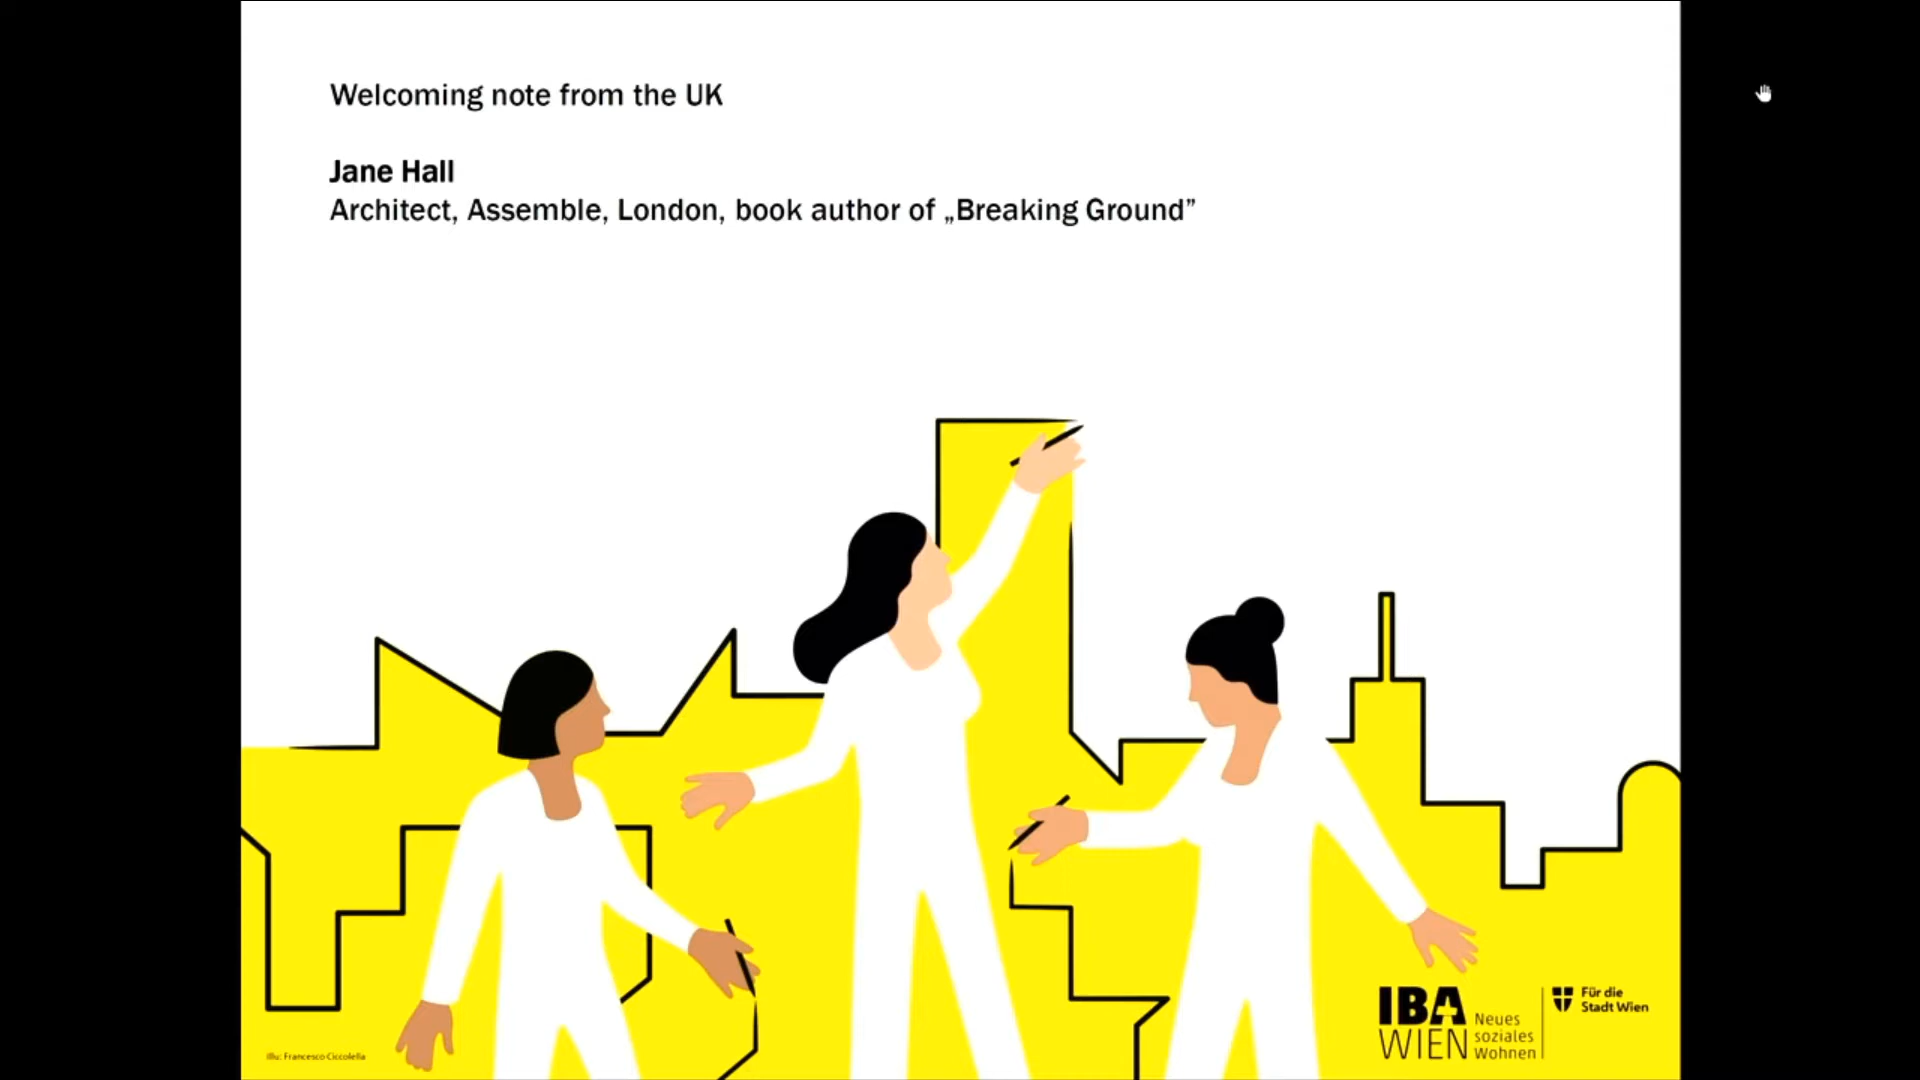 Welcoming note from the UK
Jane Hall
Architect, Assemble, London, book author of „Breaking Ground”
Illu: Francesco Ciccolella
IBA
WIEN
Neues
soziales
Wohnen
Für die
Stadt Wien